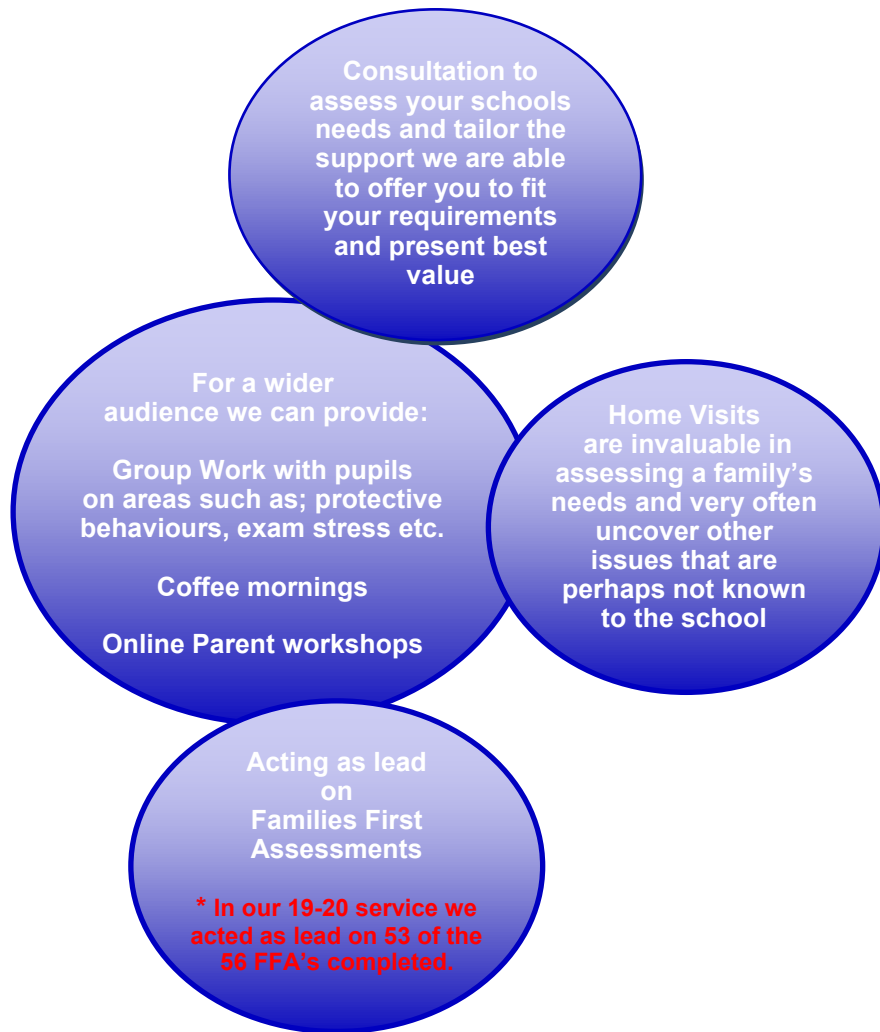 Consultation to
assess your schools
needs and tailor the
support we are able
to offer you to fit
your requirements
and present best
value
For a wider
audience we can provide:
Group Work with pupils
on areas such as; protective
behaviours, exam stress etc.
Coffee mornings
Online Parent workshops
Home Visits
are invaluable in
assessing a family’s
needs and very often
uncover other
issues that are
perhaps not known
to the school
Acting as lead
on
Families First
Assessments
* In our 19-20 service we
acted as lead on 53 of the
56 FFA’s completed.